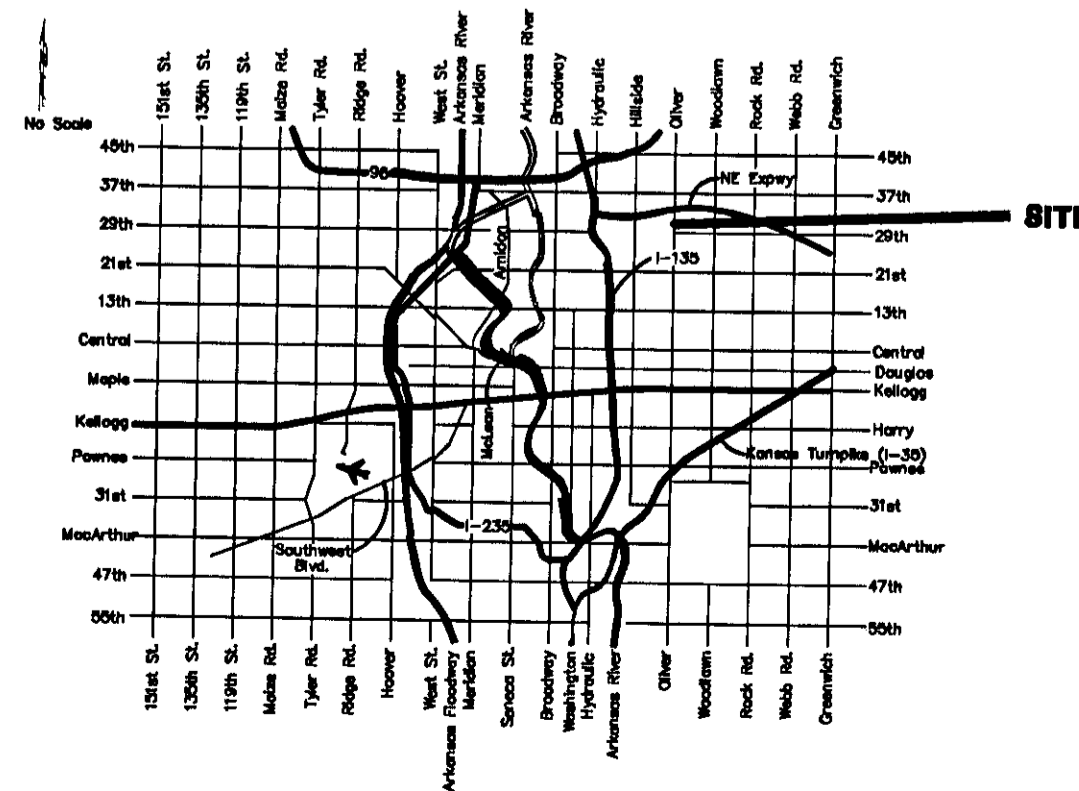 No Scale
151st St.
135th St.
119th St.
Maize Rd.
Tyler Rd.
Ridge Rd.
Hoover
West St.
Arkansas River
Meridian
Arkansas River
Broadway
Hydraulic
Hillside
Oliver
Woodlawn
Rock Rd.
Webb Rd.
Greenwich
45th
37th
29th
21st
13th
Central
Maple
Kellogg
Pawnee
31st
MacArthur
47th
55th
96
NE Expwy
SITE
Amidon
I-135
McLean
Kansas Turnpike (I-35)
I-235
Southwest
Blvd.
45th
37th
29th
21st
13th
Central
Douglas
Kellogg
Harry
Pawnee
31st
MacArthur
47th
55th
151st St.
135th St.
119th St.
Maize Rd.
Tyler Rd.
Ridge Rd.
Hoover
West St.
Arkansas Floodway
Meridian
Seneca St.
Broadway
Washington
Hydraulic
Arkansas River
Oliver
Woodlawn
Rock Rd.
Webb Rd.
Greenwich